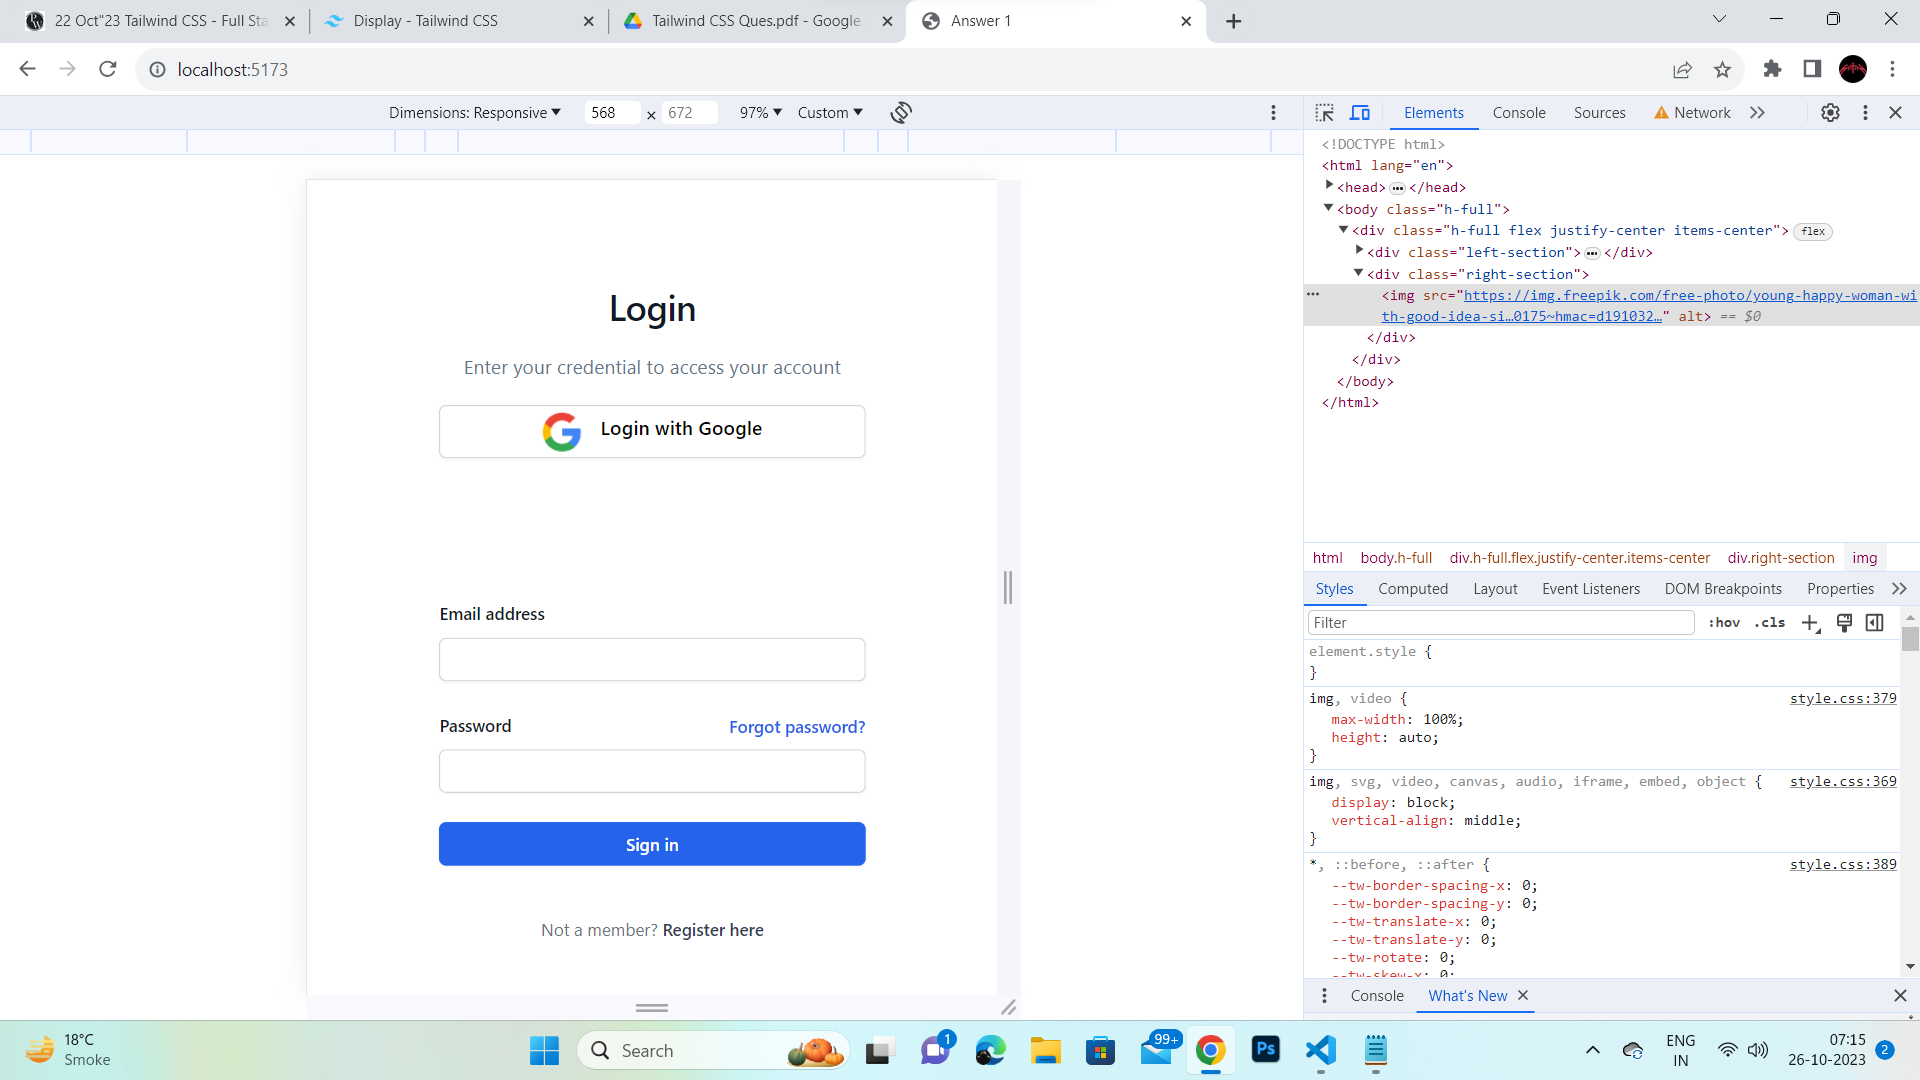 22 Oct"23 Tailwind CSS - Full Sta
Display - Tailwind CSS
Tailwind CSS Ques.pdf - Google
Answer 1
localhost:5173
Dimensions: Responsive
568 × 672
97%
Custom
Elements
Console
Sources
Network
Login
Enter your credential to access your account
Login with Google
Email address
Password
Forgot password?
Sign in
Not a member? Register here
<!DOCTYPE html>
<html lang="en">
<head>…</head>
<body class="h-full">
<div class="h-full flex justify-center items-center"> flex
<div class="left-section">…</div>
<div class="right-section">
<img src="https://img.freepik.com/free-photo/young-happy-woman-wi
th-good-idea-si…0175~hmac=d191032…" alt> == $0
</div>
</div>
</body>
</html>
html body.h-full div.h-full.flex.justify-center.items-center div.right-section img
Styles Computed Layout Event Listeners DOM Breakpoints Properties
Filter :hov .cls
element.style {
}
img, video { style.css:379
max-width: 100%;
height: auto;
}
img, svg, video, canvas, audio, iframe, embed, object { style.css:369
display: block;
vertical-align: middle;
}
*, ::before, ::after { style.css:389
--tw-border-spacing-x: 0;
--tw-border-spacing-y: 0;
--tw-translate-x: 0;
--tw-translate-y: 0;
--tw-rotate: 0;
--tw-skew-x: 0;
Console What's New
18°C
Smoke
Search
1
99+
Ps
ENG
IN
07:15
26-10-2023
2